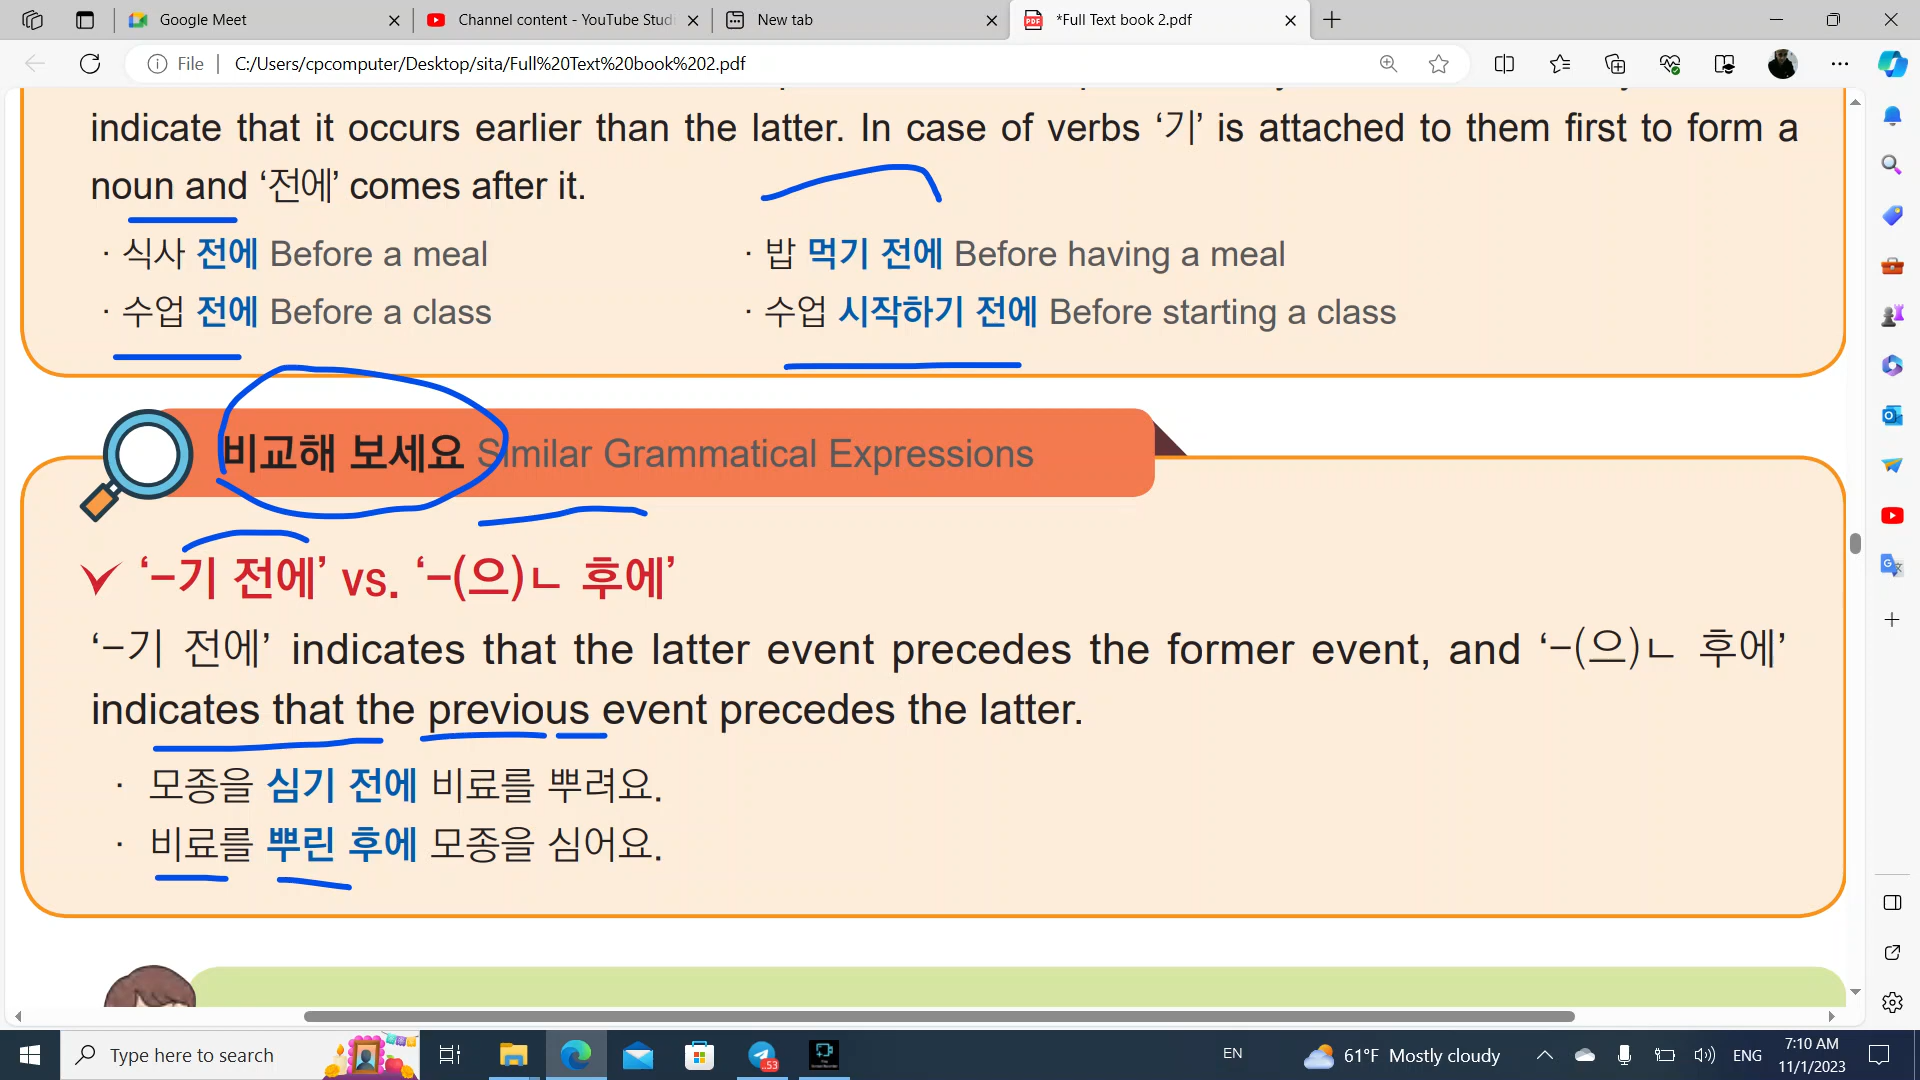 Google Meet
Channel content - YouTube Stud
New tab
*Full Text book 2.pdf
File
C:/Users/cpcomputer/Desktop/sita/Full%20Text%20book%202.pdf
indicate that it occurs earlier than the latter. In case of verbs ‘기’ is attached to them first to form a
noun and ‘전에’ comes after it.
· 식사 전에 Before a meal
· 밥 먹기 전에 Before having a meal
· 수업 전에 Before a class
· 수업 시작하기 전에 Before starting a class
비교해 보세요 Similar Grammatical Expressions
‘-기 전에’ vs. ‘-(으)ㄴ 후에’
‘-기 전에’ indicates that the latter event precedes the former event, and ‘-(으)ㄴ 후에’
indicates that the previous event precedes the latter.
· 모종을 심기 전에 비료를 뿌려요.
· 비료를 뿌린 후에 모종을 심어요.
Type here to search
.53
EN
61°F Mostly cloudy
ENG
7:10 AM
11/1/2023